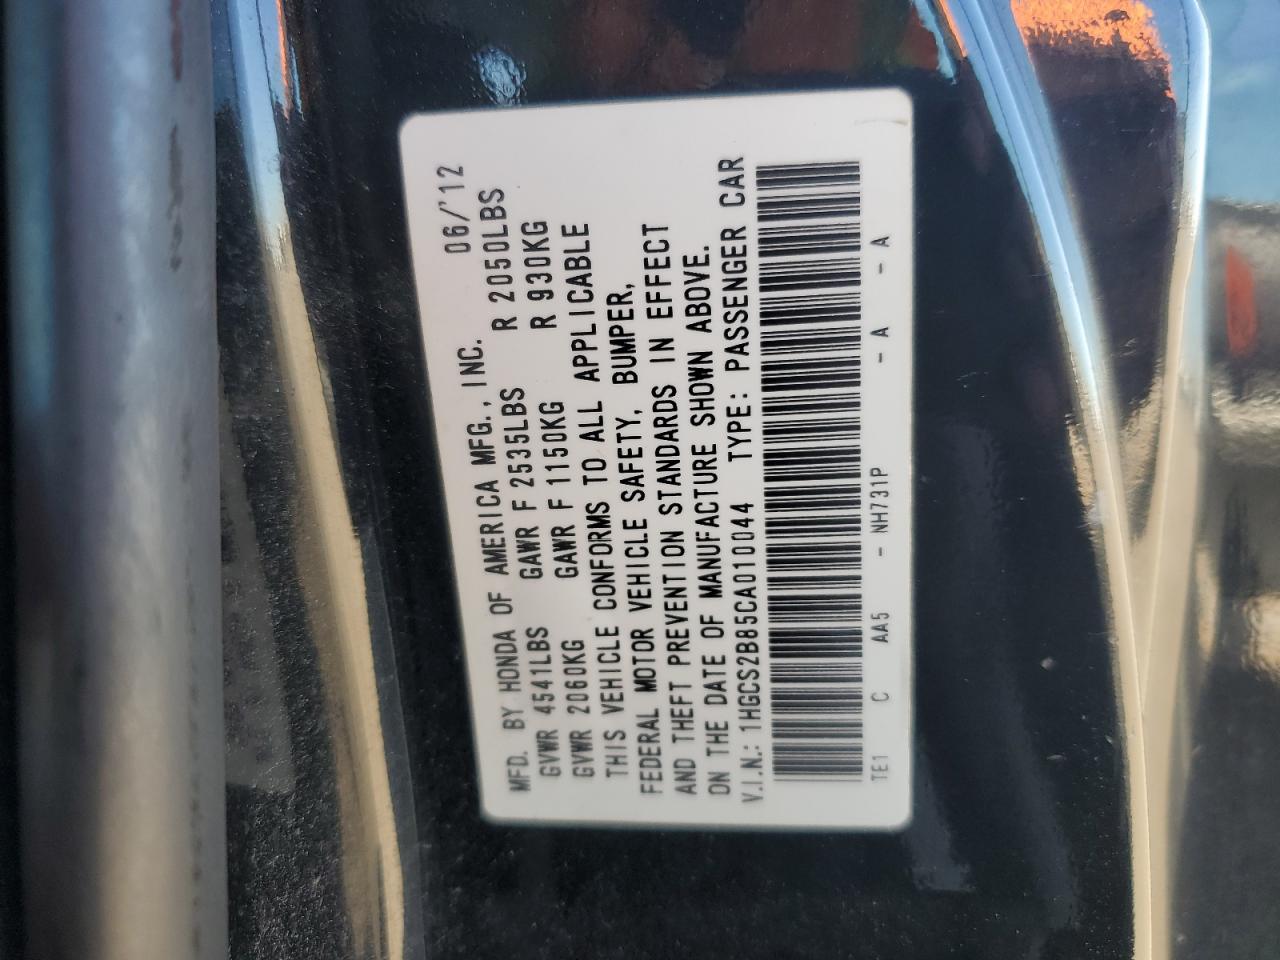 MFD. BY HONDA OF AMERICA MFG., INC. 06/'12
GVWR 4541LBS GAWR F 2535LBS R 2050LBS
GVWR 2060KG GAWR F 1150KG R 930KG
THIS VEHICLE CONFORMS TO ALL APPLICABLE
FEDERAL MOTOR VEHICLE SAFETY, BUMPER,
AND THEFT PREVENTION STANDARDS IN EFFECT
ON THE DATE OF MANUFACTURE SHOWN ABOVE.
V.I.N.: 1HGCS2B85CA010044 TYPE: PASSENGER CAR
TE1 C AA5 - NH731P - A - A